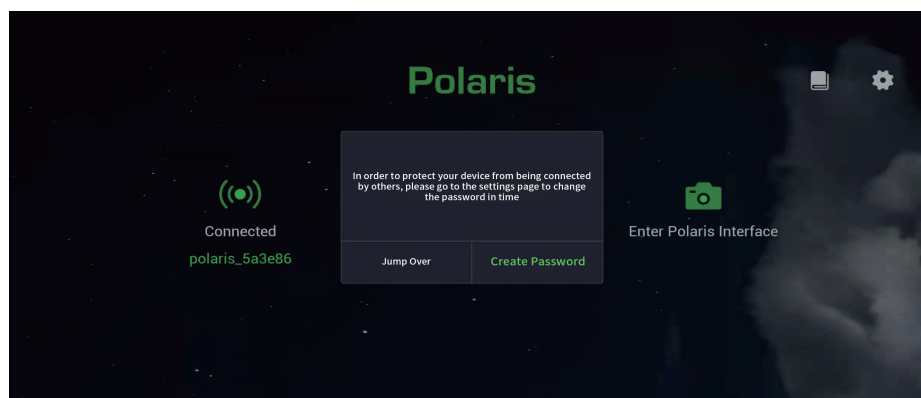 Polaris
In order to protect your device from being connected
by others, please go to the settings page to change
the password in time
Connected
Enter Polaris Interface
polaris_5a3e86
Jump Over
Create Password